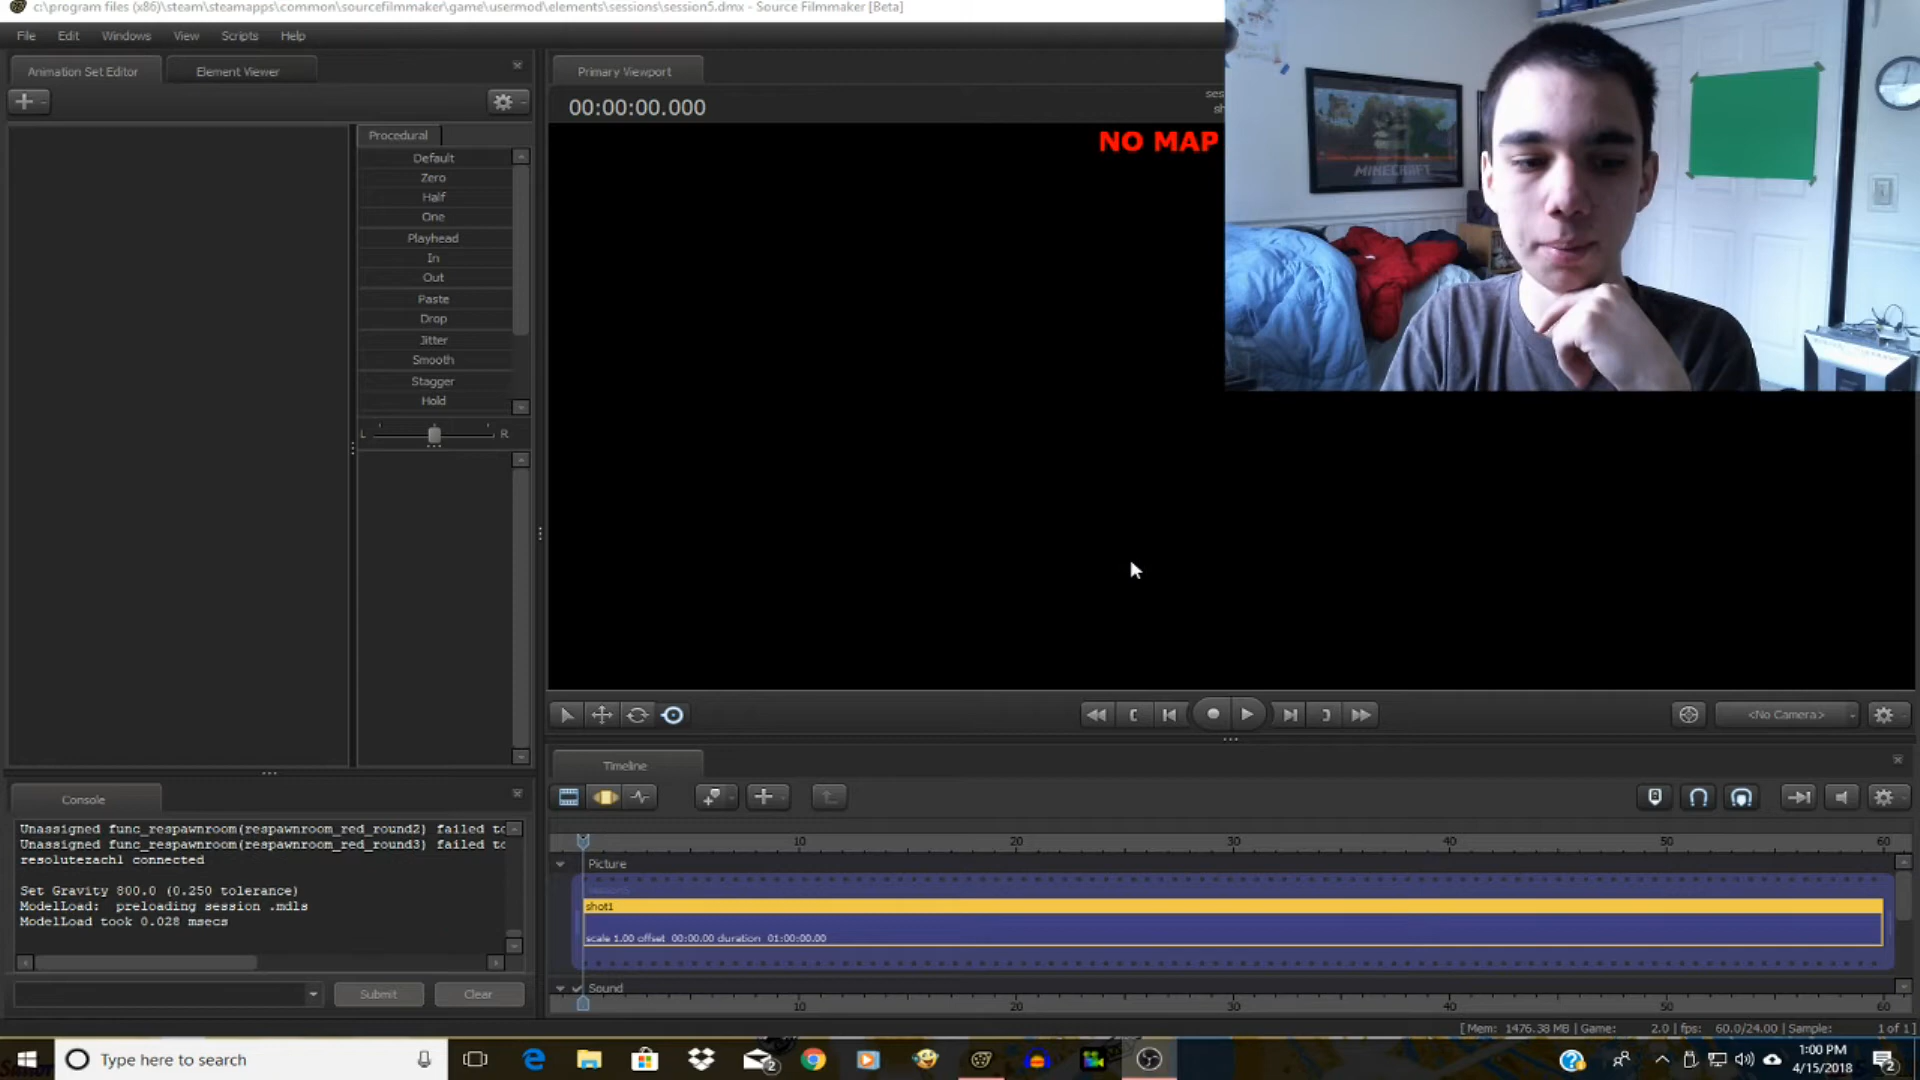 c:\program files (x86)\steam\steamapps\common\sourcefilmmaker\game\usermod\elements\sessions\session5.dmx - Source Filmmaker [Beta]
File Edit Windows View Scripts Help
Animation Set Editor Element Viewer
Primary Viewport
00:00:00.000
ses
sh
NO MAP
MINECRAFT
Procedural
Default
Zero
Half
One
Playhead
In
Out
Paste
Drop
Jitter
Smooth
Stagger
Hold
L R
<No Camera>
Timeline
Console
Unassigned func_respawnroom(respawnroom_red_round2) failed to
Unassigned func_respawnroom(respawnroom_red_round3) failed to
resolutezach1 connected
Set Gravity 800.0 (0.250 tolerance)
ModelLoad: preloading session .mdls
ModelLoad took 0.028 msecs
Submit Clear
10 20 30 40 50 60
Picture
session5
shot1
scale 1.00 offset 00:00.00 duration 01:00:00.00
Sound
10 20 30 40 50 60
[ Mem: 1476.38 MB | Game: 2.0 | fps: 60.0/24.00 | Sample: 1 of 1 ]
Type here to search
2
1:00 PM
4/15/2018
2